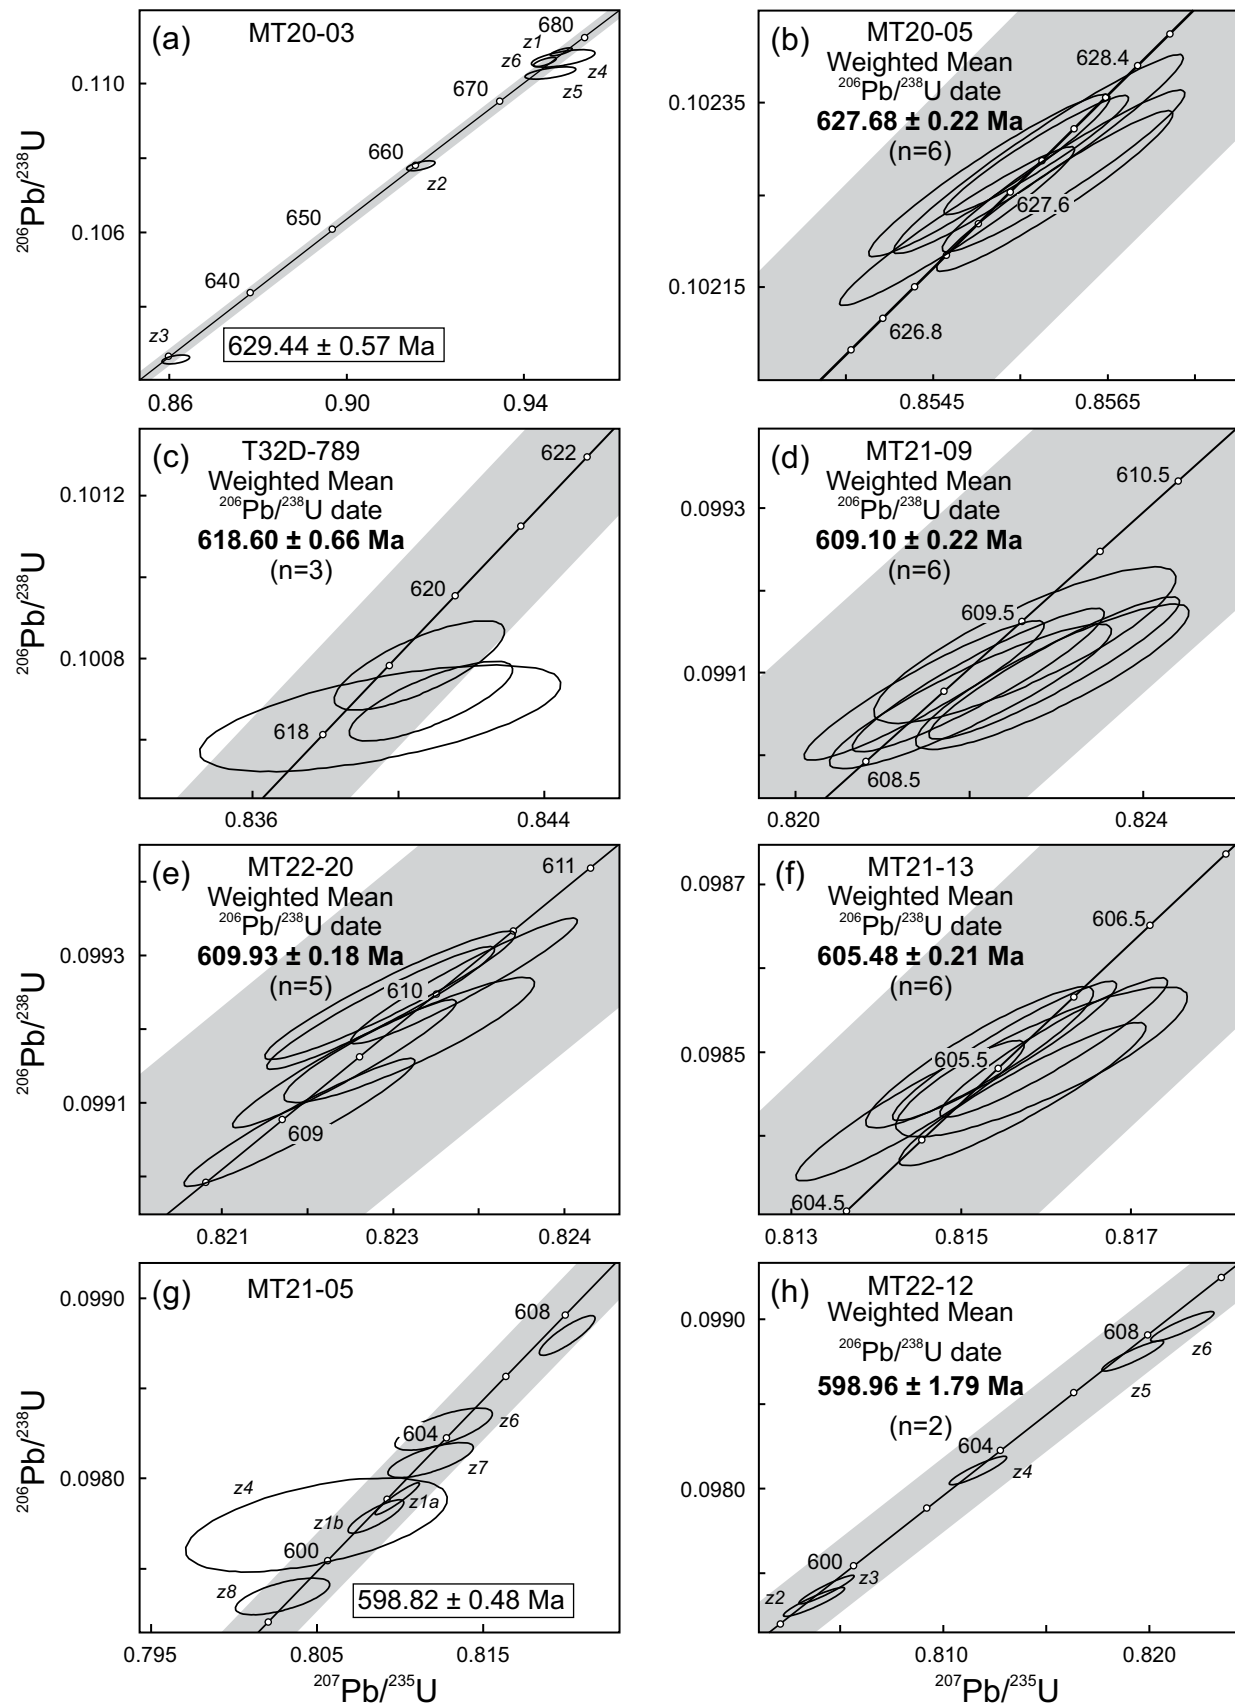 (a)
MT20-03
680
z1
z6
z4
z5
670
660
z2
650
640
z3
629.44 ± 0.57 Ma
0.110
0.106
206Pb/238U
0.86
0.90
0.94
(b)
MT20-05
Weighted Mean
206Pb/238U date
627.68 ± 0.22 Ma
(n=6)
628.4
627.6
626.8
0.10235
0.10215
0.8545
0.8565
(c)
T32D-789
Weighted Mean
206Pb/238U date
618.60 ± 0.66 Ma
(n=3)
622
620
618
0.1012
0.1008
206Pb/238U
0.836
0.844
(d)
MT21-09
Weighted Mean
206Pb/238U date
609.10 ± 0.22 Ma
(n=6)
610.5
609.5
608.5
0.0993
0.0991
0.820
0.824
(e)
MT22-20
Weighted Mean
206Pb/238U date
609.93 ± 0.18 Ma
(n=5)
611
610
609
0.0993
0.0991
206Pb/238U
0.821
0.823
0.824
(f)
MT21-13
Weighted Mean
206Pb/238U date
605.48 ± 0.21 Ma
(n=6)
606.5
605.5
604.5
0.0987
0.0985
0.813
0.815
0.817
(g)
MT21-05
608
z6
604
z7
z4
z1a
z1b
600
z8
598.82 ± 0.48 Ma
0.0990
0.0980
206Pb/238U
0.795
0.805
0.815
207Pb/235U
(h)
MT22-12
Weighted Mean
206Pb/238U date
598.96 ± 1.79 Ma
(n=2)
608
z6
z5
604
z4
600
z3
z2
0.0990
0.0980
0.810
0.820
207Pb/235U